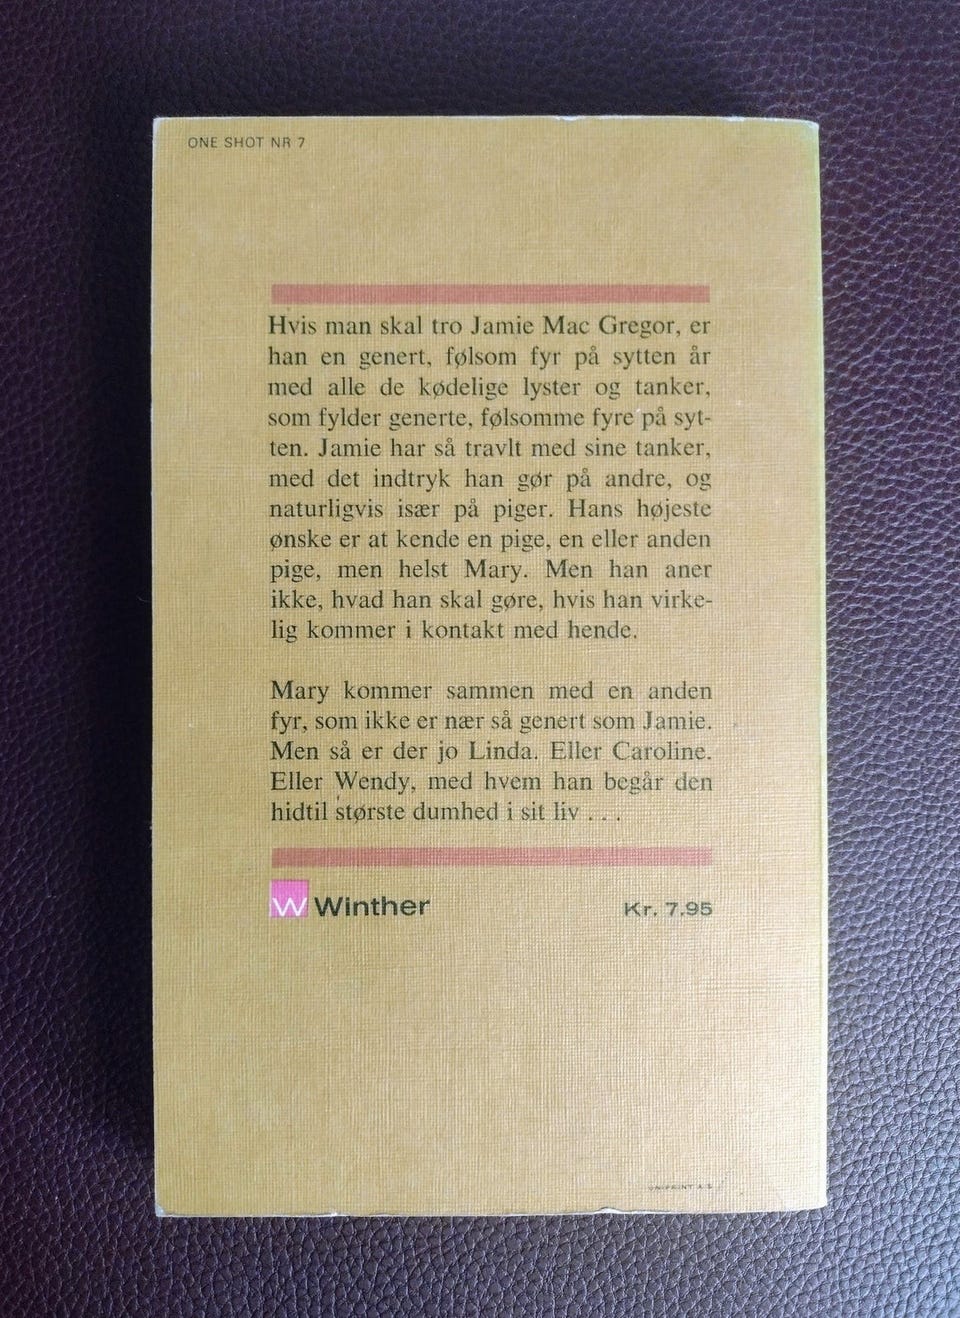 ONE SHOT NR 7
Hvis man skal tro Jamie Mac Gregor, er
han en genert, følsom fyr på sytten år
med alle de kødelige lyster og tanker,
som fylder generte, følsomme fyre på syt-
ten. Jamie har så travlt med sine tanker,
med det indtryk han gør på andre, og
naturligvis især på piger. Hans højeste
ønske er at kende en pige, en eller anden
pige, men helst Mary. Men han aner
ikke, hvad han skal gøre, hvis han virke-
lig kommer i kontakt med hende.
Mary kommer sammen med en anden
fyr, som ikke er nær så genert som Jamie.
Men så er der jo Linda. Eller Caroline.
Eller Wendy, med hvem han begår den
hidtil største dumhed i sit liv . . .
W Winther
Kr. 7.95
UNIPRINT A/S